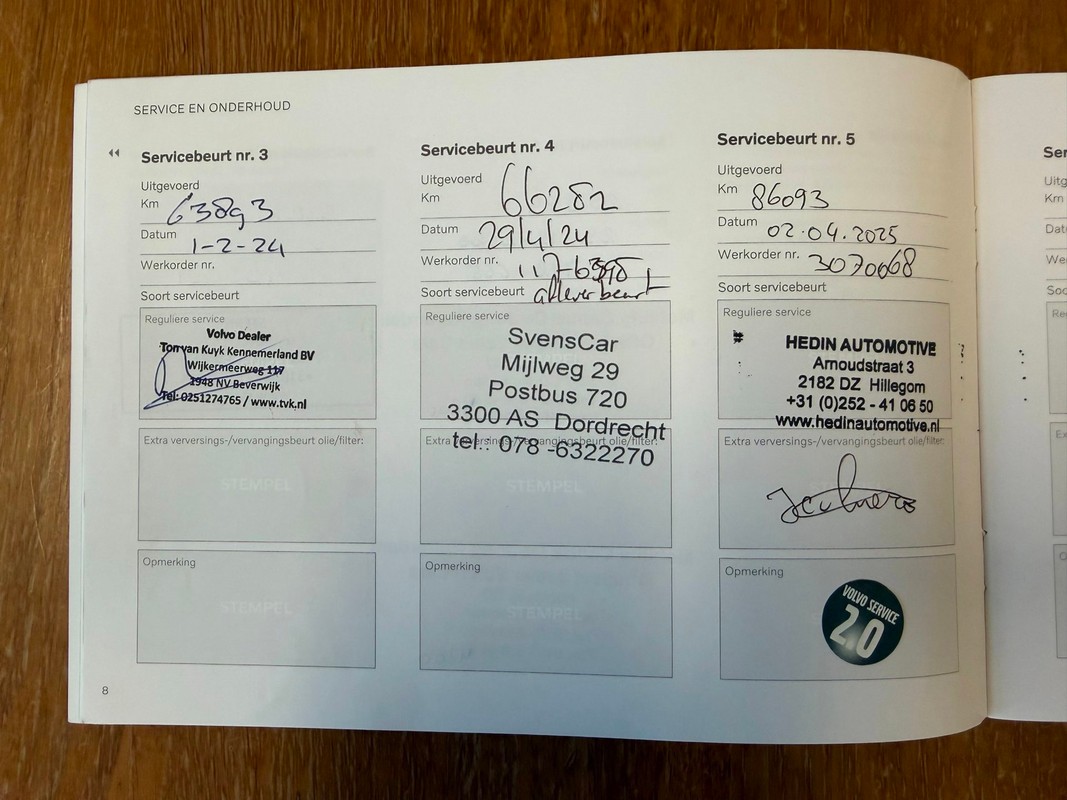 SERVICE EN ONDERHOUD
Servicebeurt nr. 3
Uitgevoerd
Km 63893
Datum 1-2-24
Werkorder nr.
Soort servicebeurt
Reguliere service
Volvo Dealer
Ton van Kuyk Kennemerland BV
Wijkermeerweg 117
1948 NV Beverwijk
Tel: 0251274765 / www.tvk.nl
Extra verversings-/vervangingsbeurt olie/filter:
STEMPEL
Opmerking
STEMPEL
Servicebeurt nr. 4
Uitgevoerd
Km 66282
Datum 29/4/24
Werkorder nr.
Soort servicebeurt afleverbeurt
Reguliere service
SvensCar
Mijlweg 29
Postbus 720
3300 AS Dordrecht
Extra verversings-/vervangingsbeurt olie/filter:
tel.: 078 -6322270
STEMPEL
Opmerking
STEMPEL
Servicebeurt nr. 5
Uitgevoerd
Km 86093
Datum 02.04.2025
Werkorder nr. 3070668
Soort servicebeurt
Reguliere service
HEDIN AUTOMOTIVE
Arnoudstraat 3
2182 DZ Hillegom
+31 (0)252 - 41 06 50
www.hedinautomotive.nl
Extra verversings-/vervangingsbeurt olie/filter:
Opmerking
VOLVO SERVICE
2.0
8